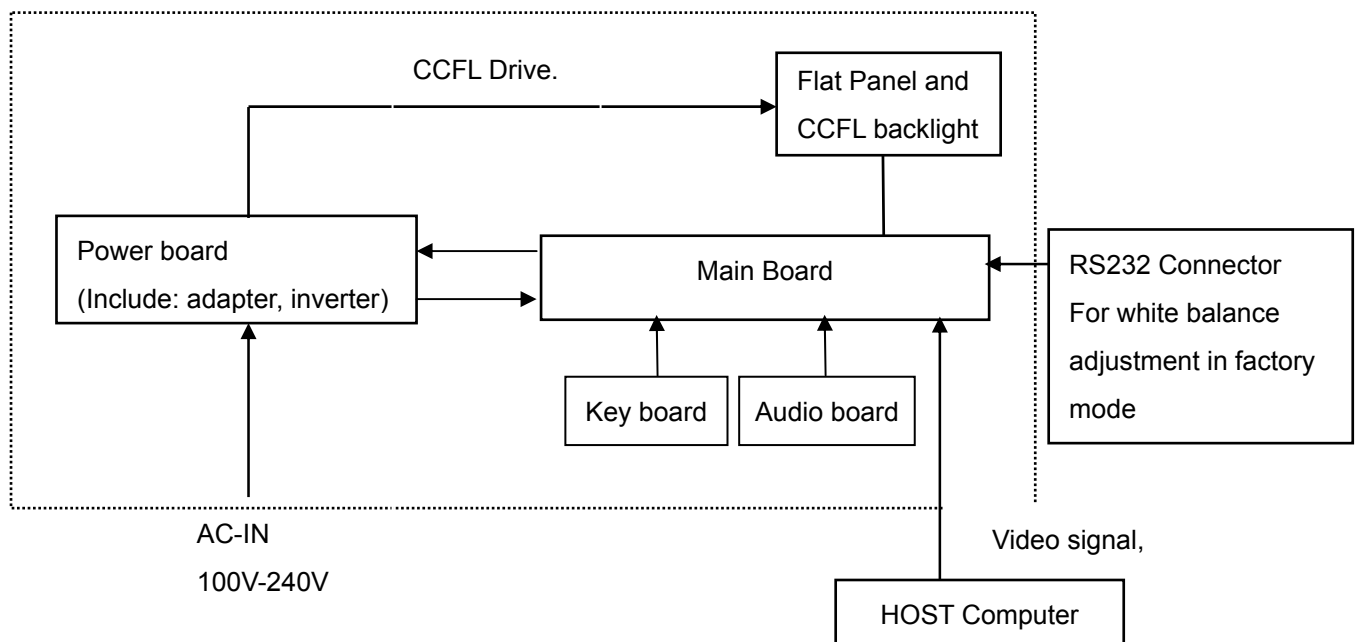 CCFL Drive.
Flat Panel and
CCFL backlight
Power board
(Include: adapter, inverter)
Main Board
RS232 Connector
For white balance
adjustment in factory
mode
Key board
Audio board
AC-IN
100V-240V
Video signal,
HOST Computer